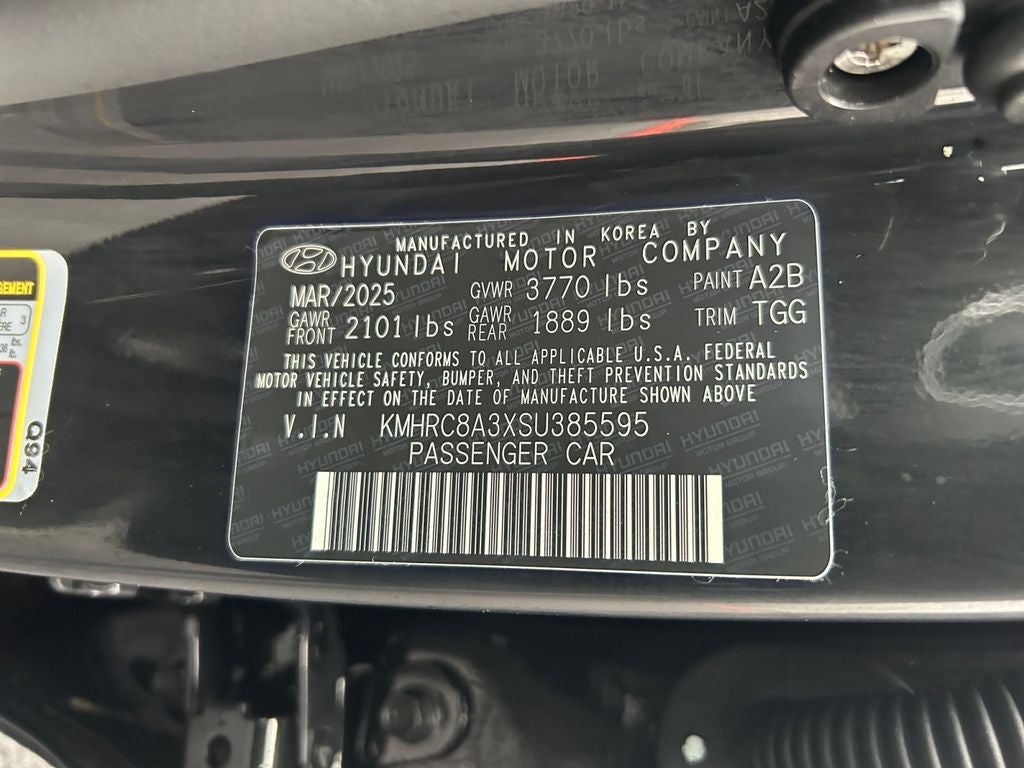 MANUFACTURED IN KOREA BY
HYUNDAI MOTOR COMPANY
MAR/2025 GVWR 3770 lbs PAINT A2B
GAWR FRONT 2101 lbs GAWR REAR 1889 lbs TRIM TGG
THIS VEHICLE CONFORMS TO ALL APPLICABLE U.S.A. FEDERAL
MOTOR VEHICLE SAFETY, BUMPER, AND THEFT PREVENTION STANDARDS
IN EFFECT ON THE DATE OF MANUFACTURE SHOWN ABOVE
V.I.N KMHRC8A3XSU385595
PASSENGER CAR
Q94